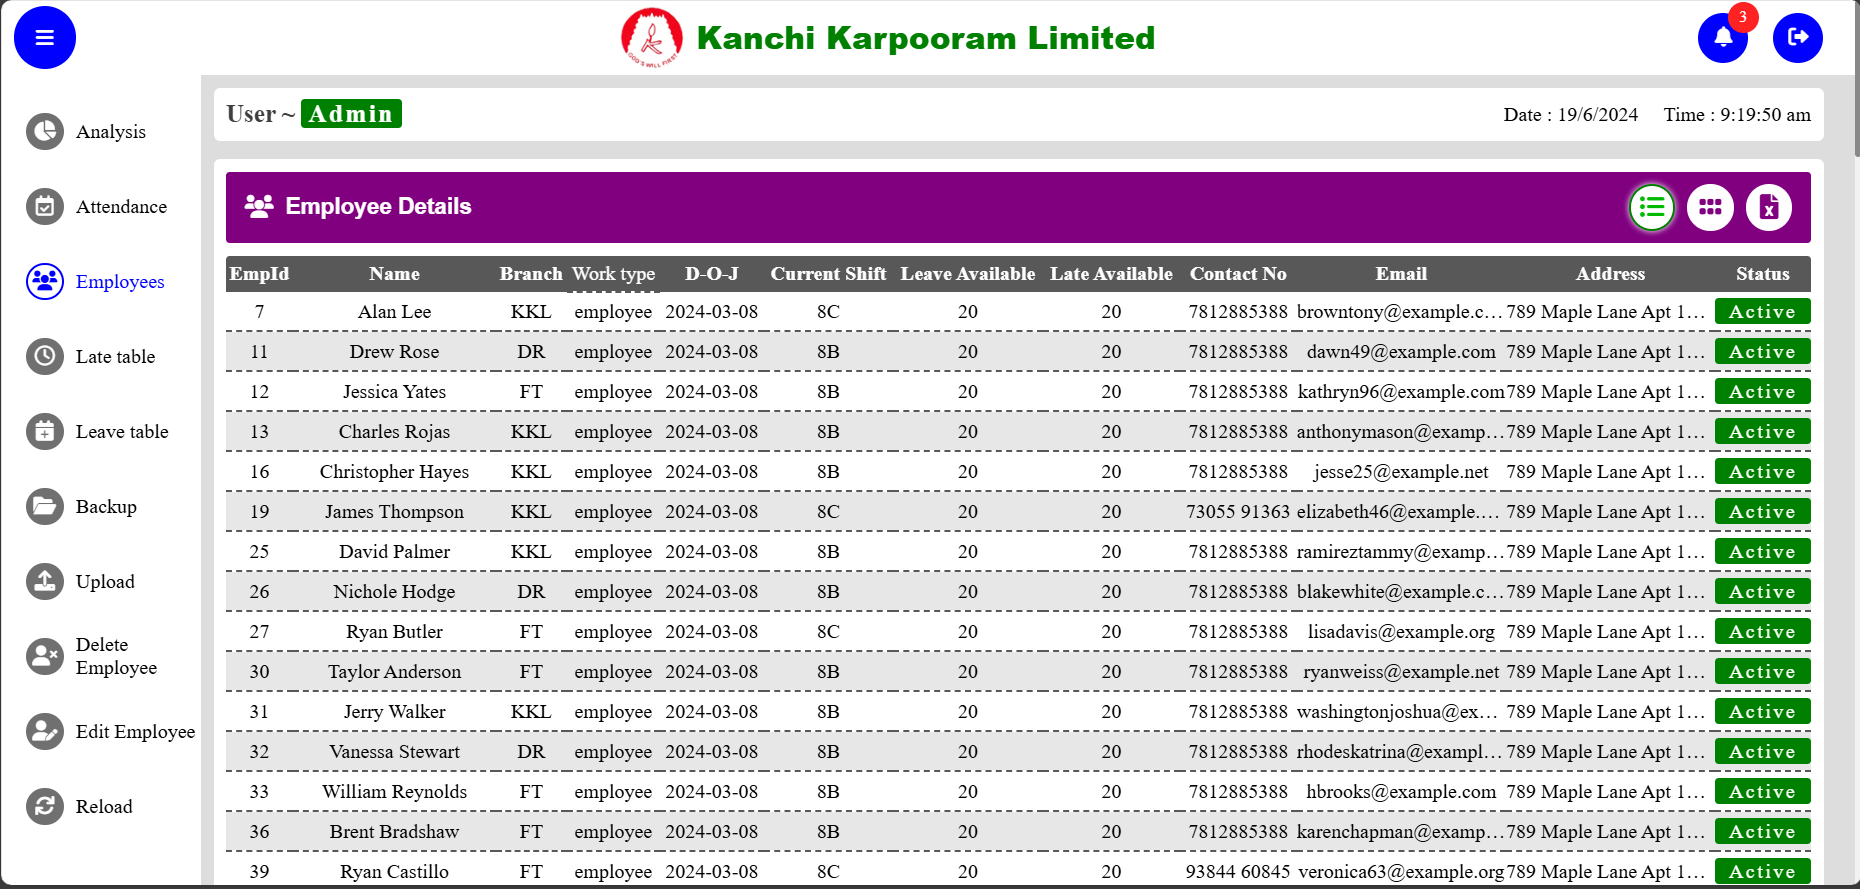 Kanchi Karpooram Limited
GOD'S WILL FIRST
3
User ~ Admin
Date : 19/6/2024 Time : 9:19:50 am
Analysis
Attendance
Employees
Late table
Leave table
Backup
Upload
Delete
Employee
Edit Employee
Reload
Employee Details
EmpId Name Branch Work type D-O-J Current Shift Leave Available Late Available Contact No Email Address Status
7 Alan Lee KKL employee 2024-03-08 8C 20 20 7812885388 browntony@example.c... 789 Maple Lane Apt 1... Active
11 Drew Rose DR employee 2024-03-08 8B 20 20 7812885388 dawn49@example.com 789 Maple Lane Apt 1... Active
12 Jessica Yates FT employee 2024-03-08 8B 20 20 7812885388 kathryn96@example.com 789 Maple Lane Apt 1... Active
13 Charles Rojas KKL employee 2024-03-08 8B 20 20 7812885388 anthonymason@examp... 789 Maple Lane Apt 1... Active
16 Christopher Hayes KKL employee 2024-03-08 8B 20 20 7812885388 jesse25@example.net 789 Maple Lane Apt 1... Active
19 James Thompson KKL employee 2024-03-08 8C 20 20 73055 91363 elizabeth46@example.... 789 Maple Lane Apt 1... Active
25 David Palmer KKL employee 2024-03-08 8B 20 20 7812885388 ramireztammy@examp... 789 Maple Lane Apt 1... Active
26 Nichole Hodge DR employee 2024-03-08 8B 20 20 7812885388 blakewhite@example.c... 789 Maple Lane Apt 1... Active
27 Ryan Butler FT employee 2024-03-08 8C 20 20 7812885388 lisadavis@example.org 789 Maple Lane Apt 1... Active
30 Taylor Anderson FT employee 2024-03-08 8B 20 20 7812885388 ryanweiss@example.net 789 Maple Lane Apt 1... Active
31 Jerry Walker KKL employee 2024-03-08 8B 20 20 7812885388 washingtonjoshua@ex... 789 Maple Lane Apt 1... Active
32 Vanessa Stewart DR employee 2024-03-08 8B 20 20 7812885388 rhodeskatrina@exampl... 789 Maple Lane Apt 1... Active
33 William Reynolds FT employee 2024-03-08 8B 20 20 7812885388 hbrooks@example.com 789 Maple Lane Apt 1... Active
36 Brent Bradshaw FT employee 2024-03-08 8B 20 20 7812885388 karenchapman@examp... 789 Maple Lane Apt 1... Active
39 Ryan Castillo FT employee 2024-03-08 8C 20 20 93844 60845 veronica63@example.org 789 Maple Lane Apt 1... Active